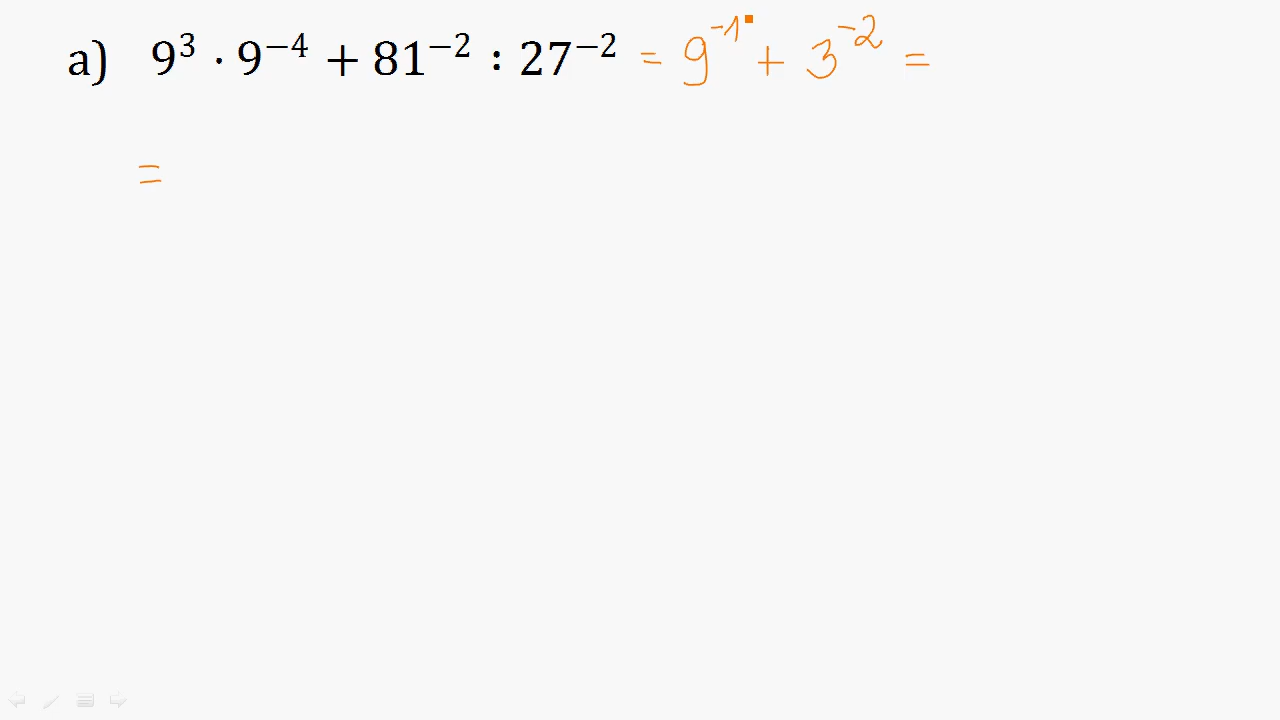 a) 9³ · 9⁻⁴ + 81⁻² : 27⁻² = 9⁻¹ + 3⁻² =
=